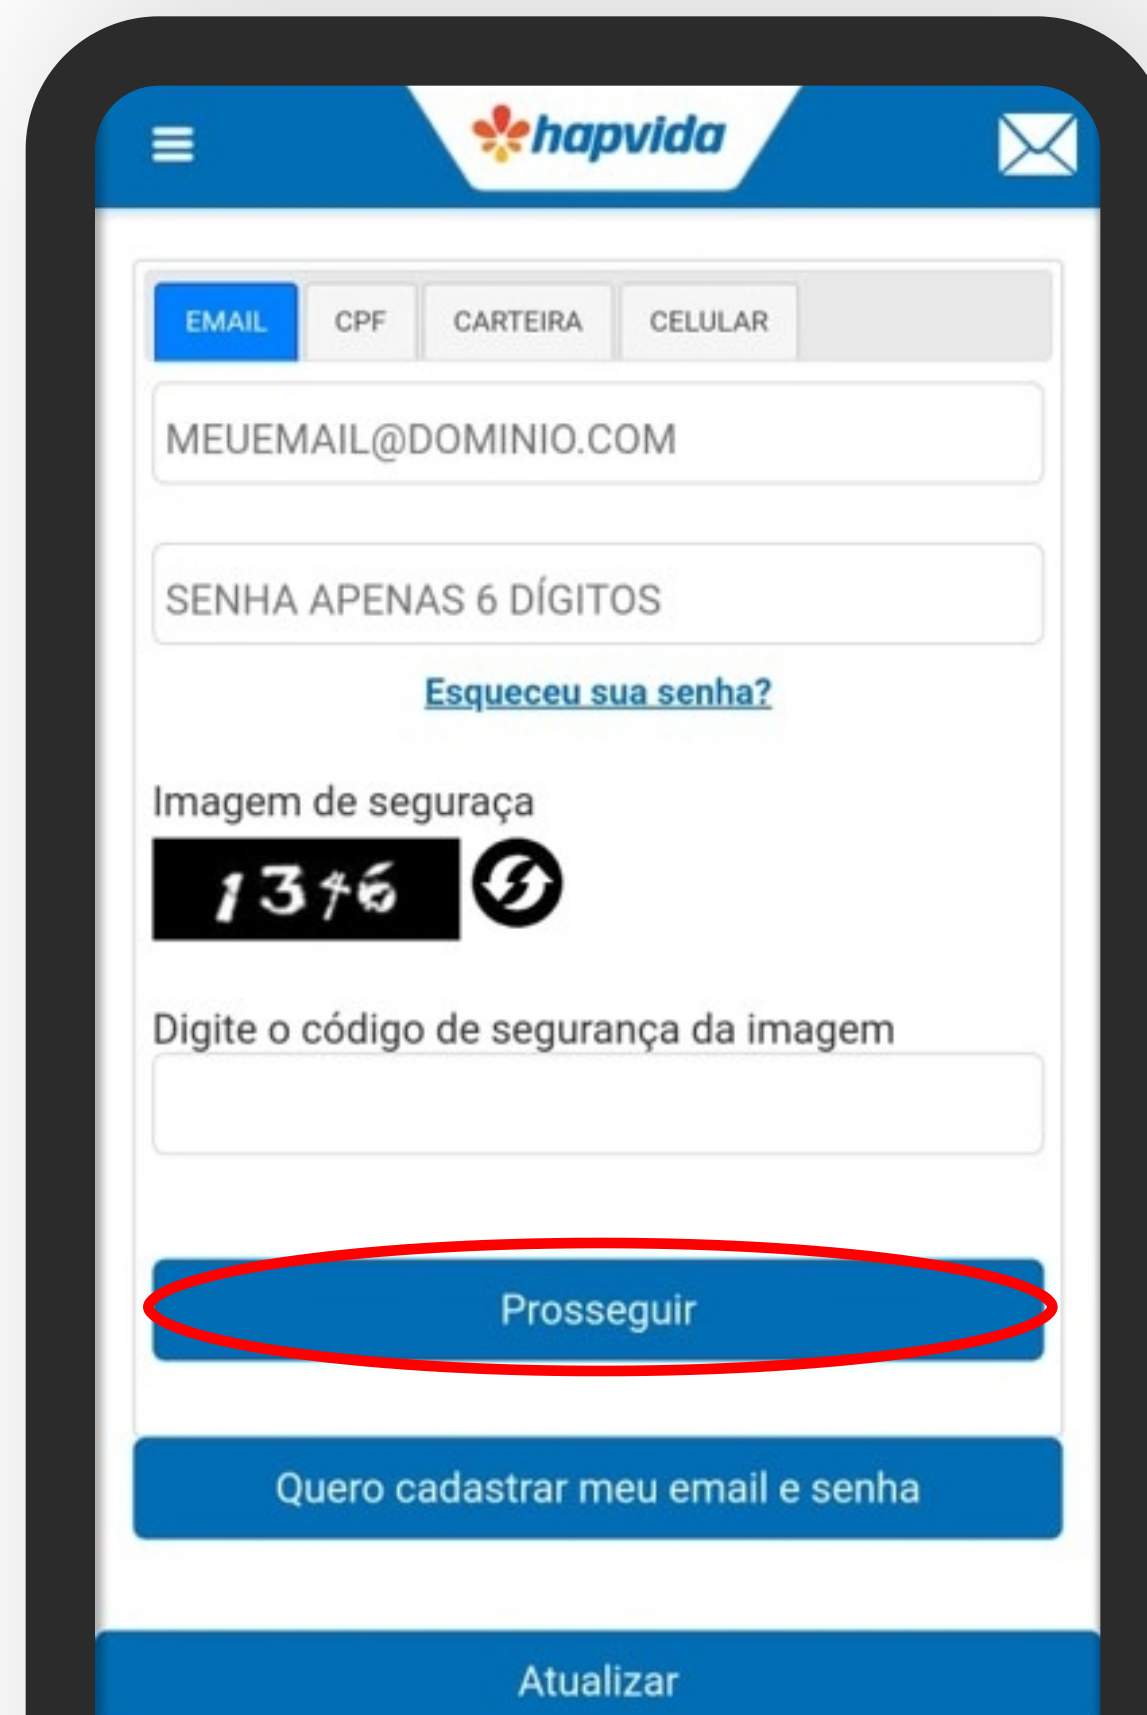 hapvida
EMAIL CPF CARTEIRA CELULAR
MEUEMAIL@DOMINIO.COM
SENHA APENAS 6 DÍGITOS
Esqueceu sua senha?
Imagem de seguraça
1376
Digite o código de segurança da imagem
Prosseguir
Quero cadastrar meu email e senha
Atualizar